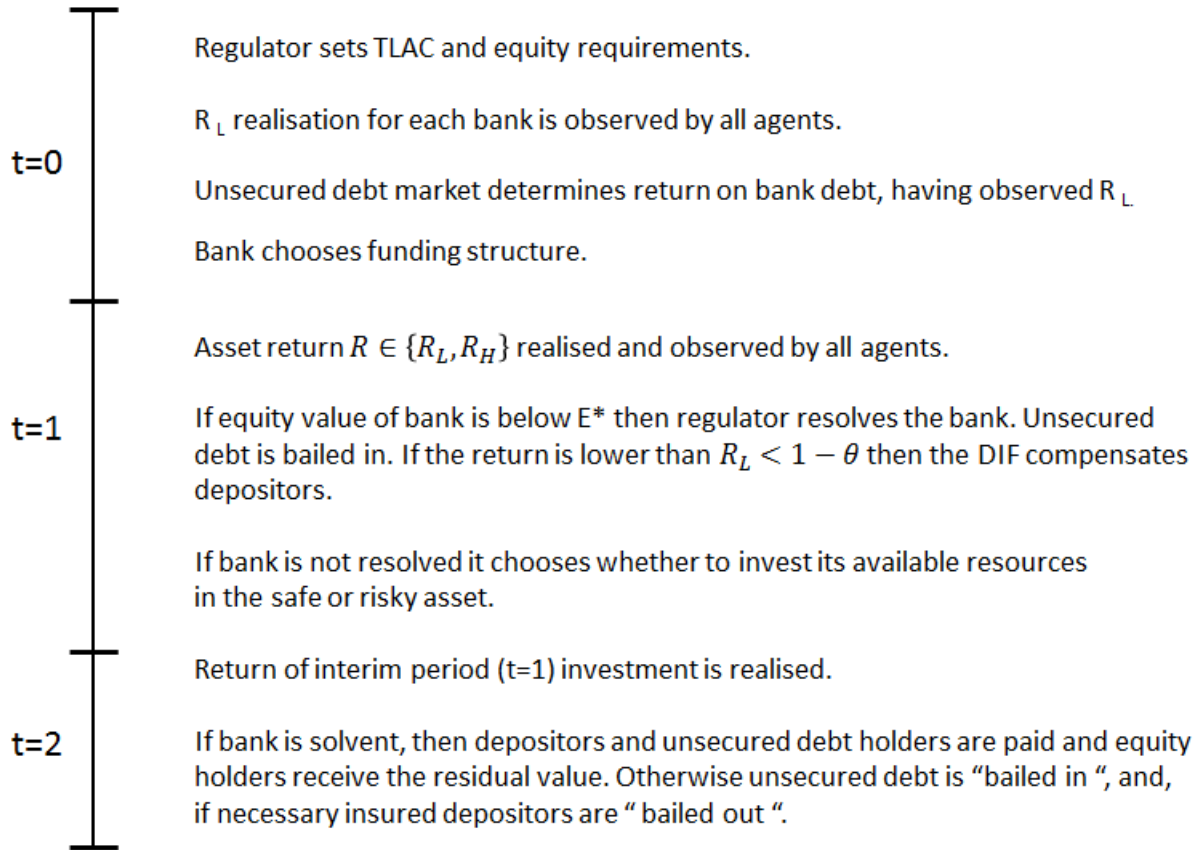 Regulator sets TLAC and equity requirements.
R L realisation for each bank is observed by all agents.
t=0
Unsecured debt market determines return on bank debt, having observed R L.
Bank chooses funding structure.
Asset return R ∈ {R_L, R_H} realised and observed by all agents.
If equity value of bank is below E* then regulator resolves the bank. Unsecured
t=1
debt is bailed in. If the return is lower than R_L < 1 − θ then the DIF compensates
depositors.
If bank is not resolved it chooses whether to invest its available resources
in the safe or risky asset.
Return of interim period (t=1) investment is realised.
t=2
If bank is solvent, then depositors and unsecured debt holders are paid and equity
holders receive the residual value. Otherwise unsecured debt is “bailed in “, and,
if necessary insured depositors are “ bailed out “.